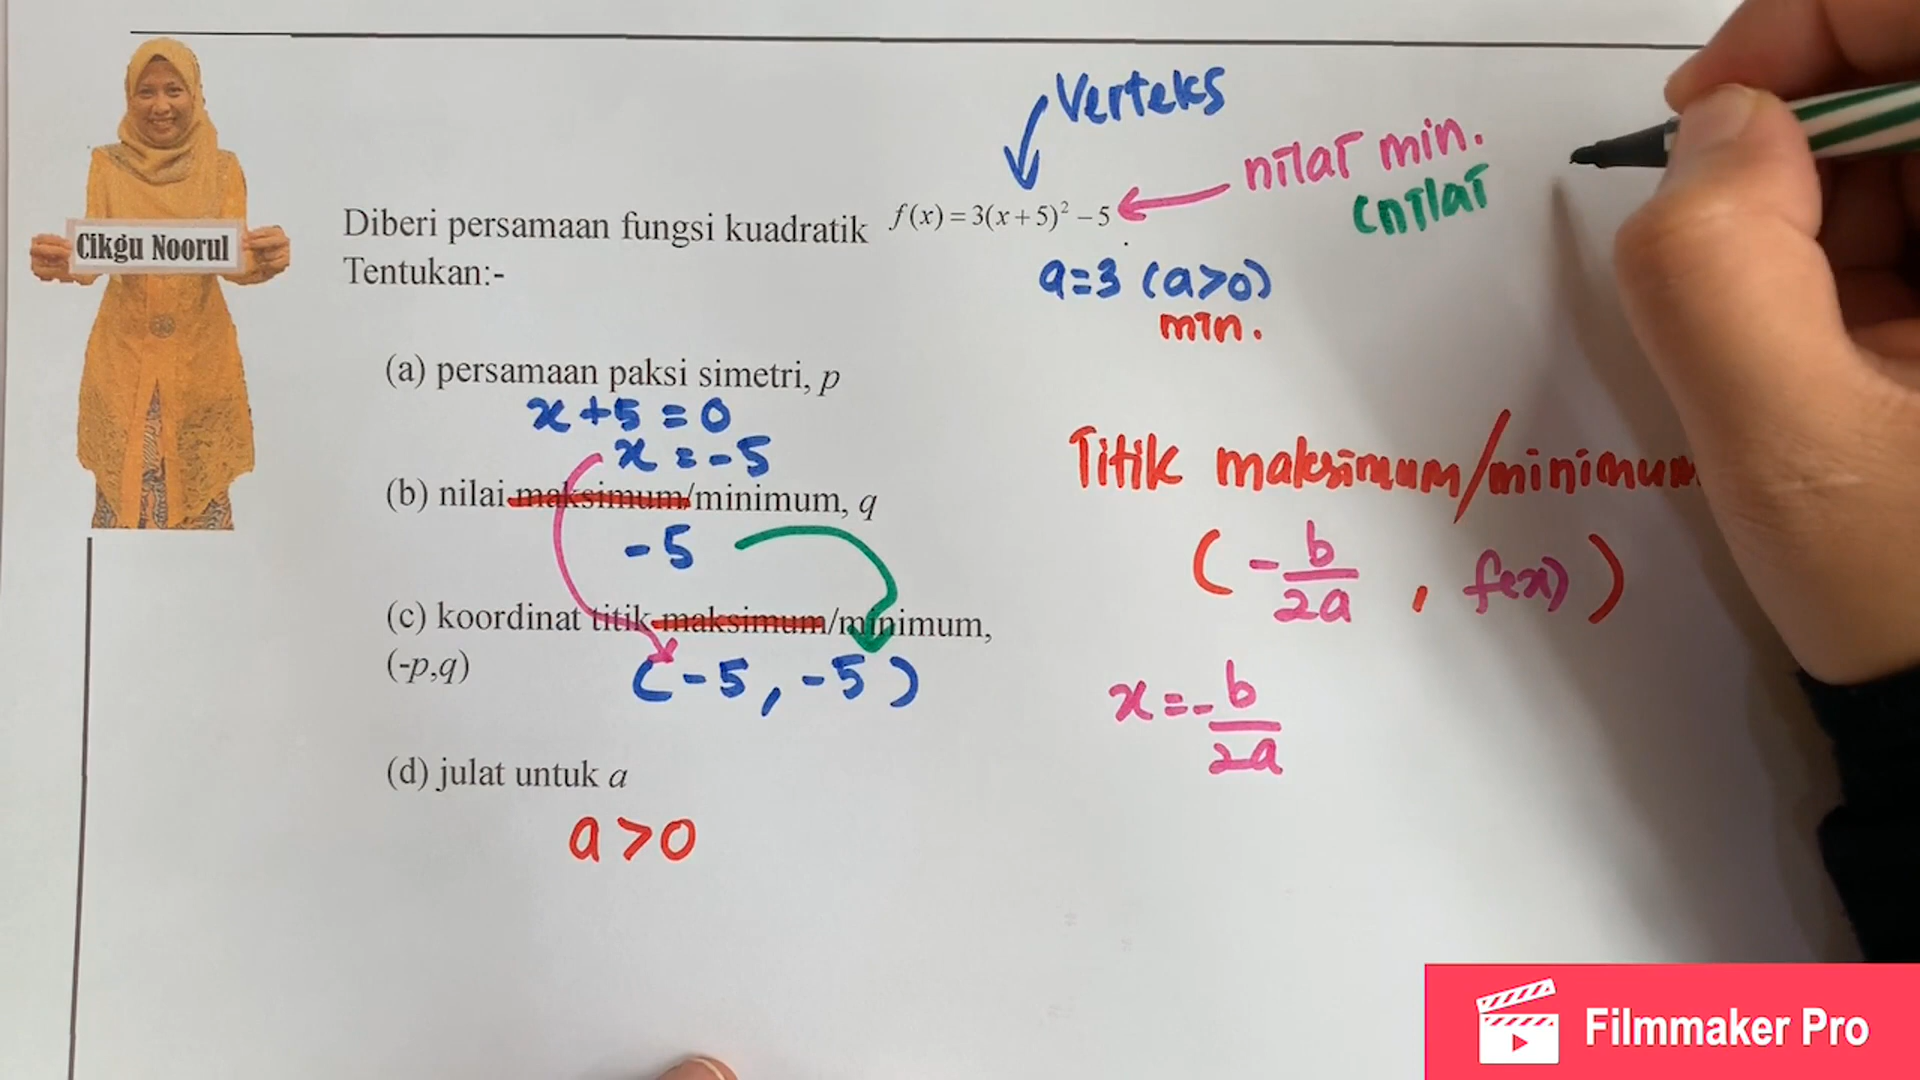 Verteks
nilai min.
(nilai
Cikgu Noorul
Diberi persamaan fungsi kuadratik f(x) = 3(x + 5)² – 5
Tentukan:-
a=3 (a>0)
min.
(a) persamaan paksi simetri, p
x + 5 = 0
x = -5
(b) nilai maksimum/minimum, q
-5
(c) koordinat titik maksimum/minimum,
(-p,q)
(-5, -5)
(d) julat untuk a
a > 0
Titik maksimum/minimum
(-b/2a , f(x))
x = -b/2a
Filmmaker Pro